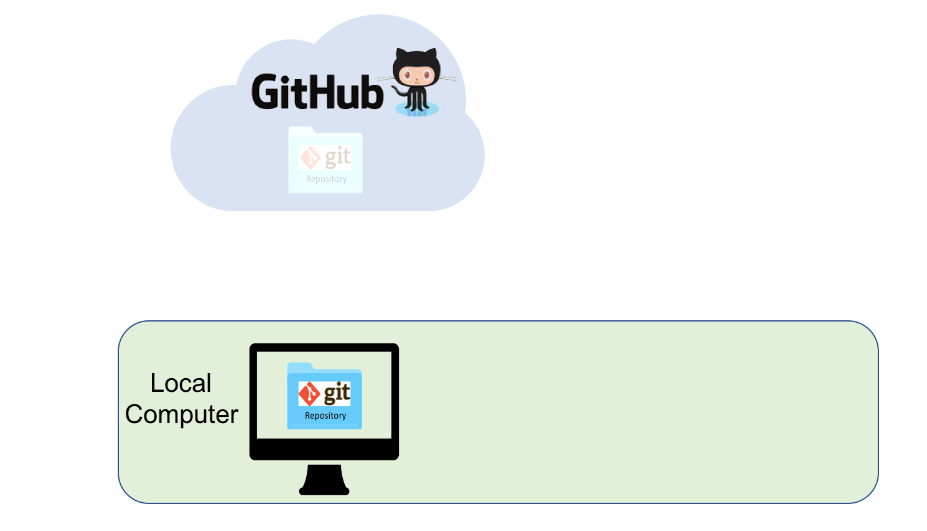 GitHub
git
Repository
Local
Computer
git
Repository